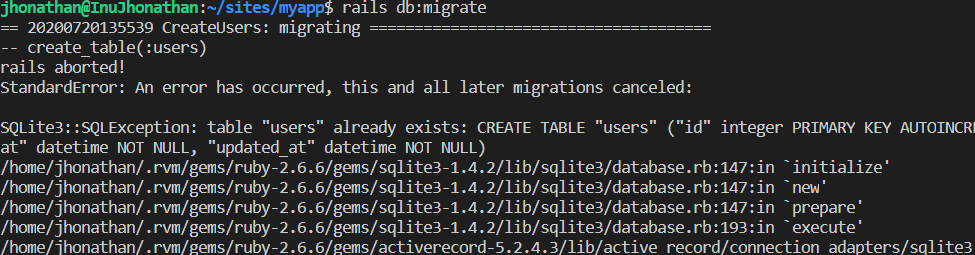 jhonathan@InuJhonathan:~/sites/myapp$ rails db:migrate
== 20200720135539 CreateUsers: migrating ======================================
-- create_table(:users)
rails aborted!
StandardError: An error has occurred, this and all later migrations canceled:
SQLite3::SQLException: table "users" already exists: CREATE TABLE "users" ("id" integer PRIMARY KEY AUTOINCRE
at" datetime NOT NULL, "updated_at" datetime NOT NULL)
/home/jhonathan/.rvm/gems/ruby-2.6.6/gems/sqlite3-1.4.2/lib/sqlite3/database.rb:147:in `initialize'
/home/jhonathan/.rvm/gems/ruby-2.6.6/gems/sqlite3-1.4.2/lib/sqlite3/database.rb:147:in `new'
/home/jhonathan/.rvm/gems/ruby-2.6.6/gems/sqlite3-1.4.2/lib/sqlite3/database.rb:147:in `prepare'
/home/jhonathan/.rvm/gems/ruby-2.6.6/gems/sqlite3-1.4.2/lib/sqlite3/database.rb:193:in `execute'
/home/jhonathan/.rvm/gems/ruby-2.6.6/gems/activerecord-5.2.4.3/lib/active_record/connection_adapters/sqlite3